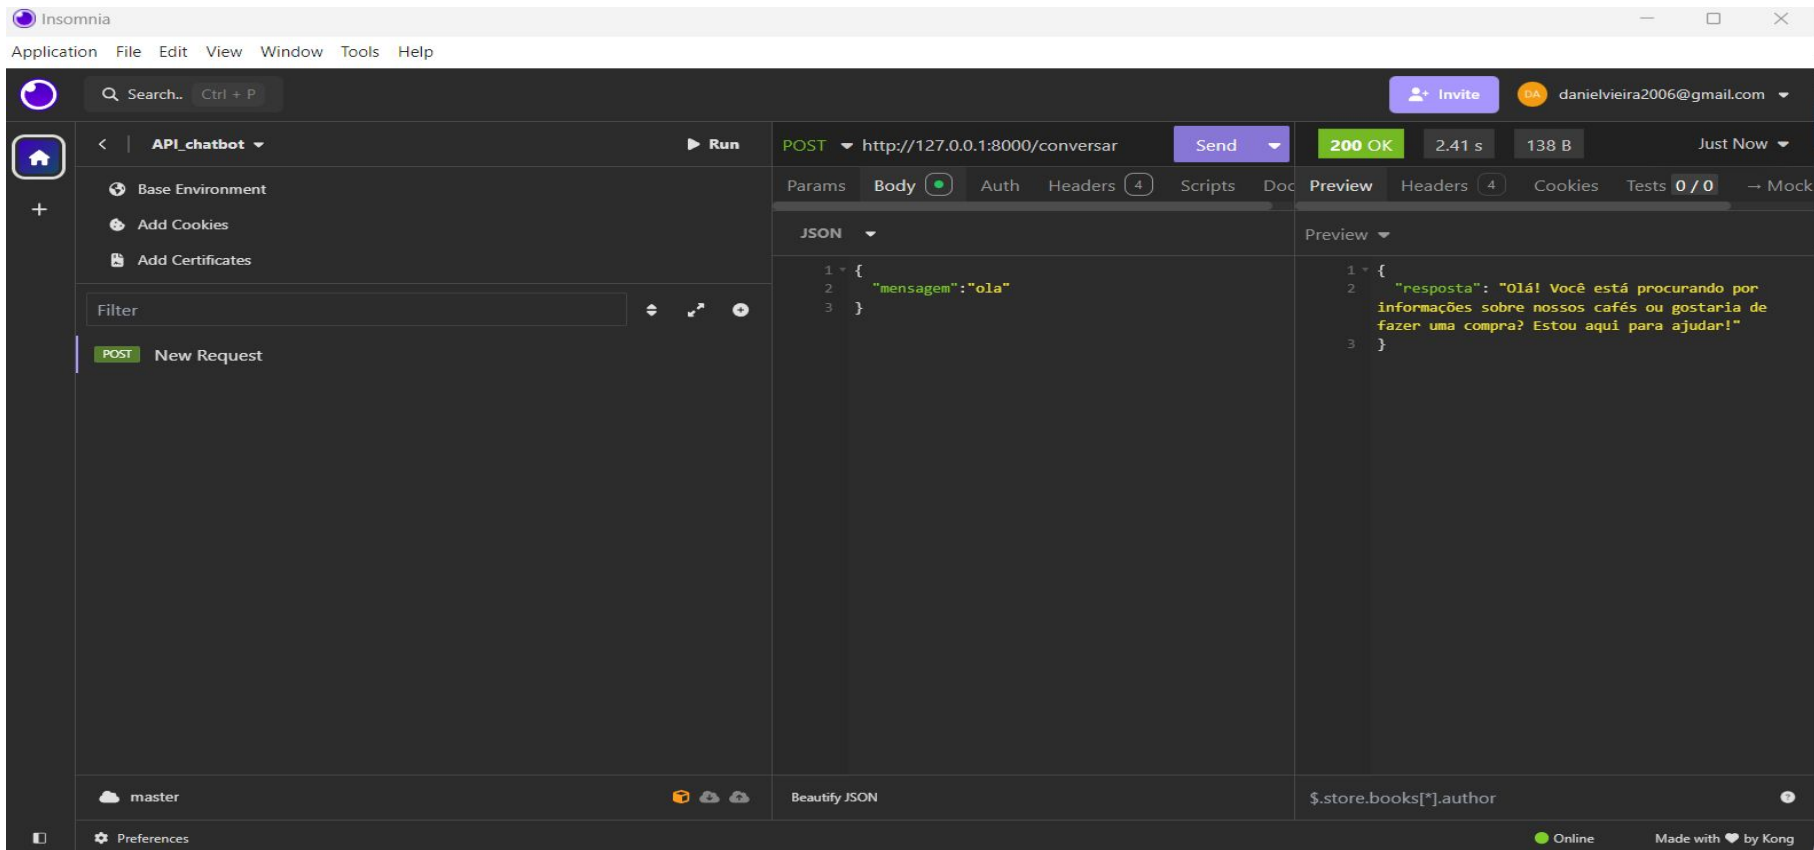 Insomnia
Application File Edit View Window Tools Help
Search.. Ctrl + P
Invite
DA danielvieira2006@gmail.com
API_chatbot
Run
Base Environment
Add Cookies
Add Certificates
Filter
POST New Request
master
Preferences
POST http://127.0.0.1:8000/conversar Send
Params Body Auth Headers 4 Scripts Doc
JSON
1 {
2 "mensagem":"ola"
3 }
Beautify JSON
200 OK 2.41 s 138 B Just Now
Preview Headers 4 Cookies Tests 0 / 0 → Mock
Preview
1 {
2 "resposta": "Olá! Você está procurando por
informações sobre nossos cafés ou gostaria de
fazer uma compra? Estou aqui para ajudar!"
3 }
$.store.books[*].author
Online Made with ♥ by Kong